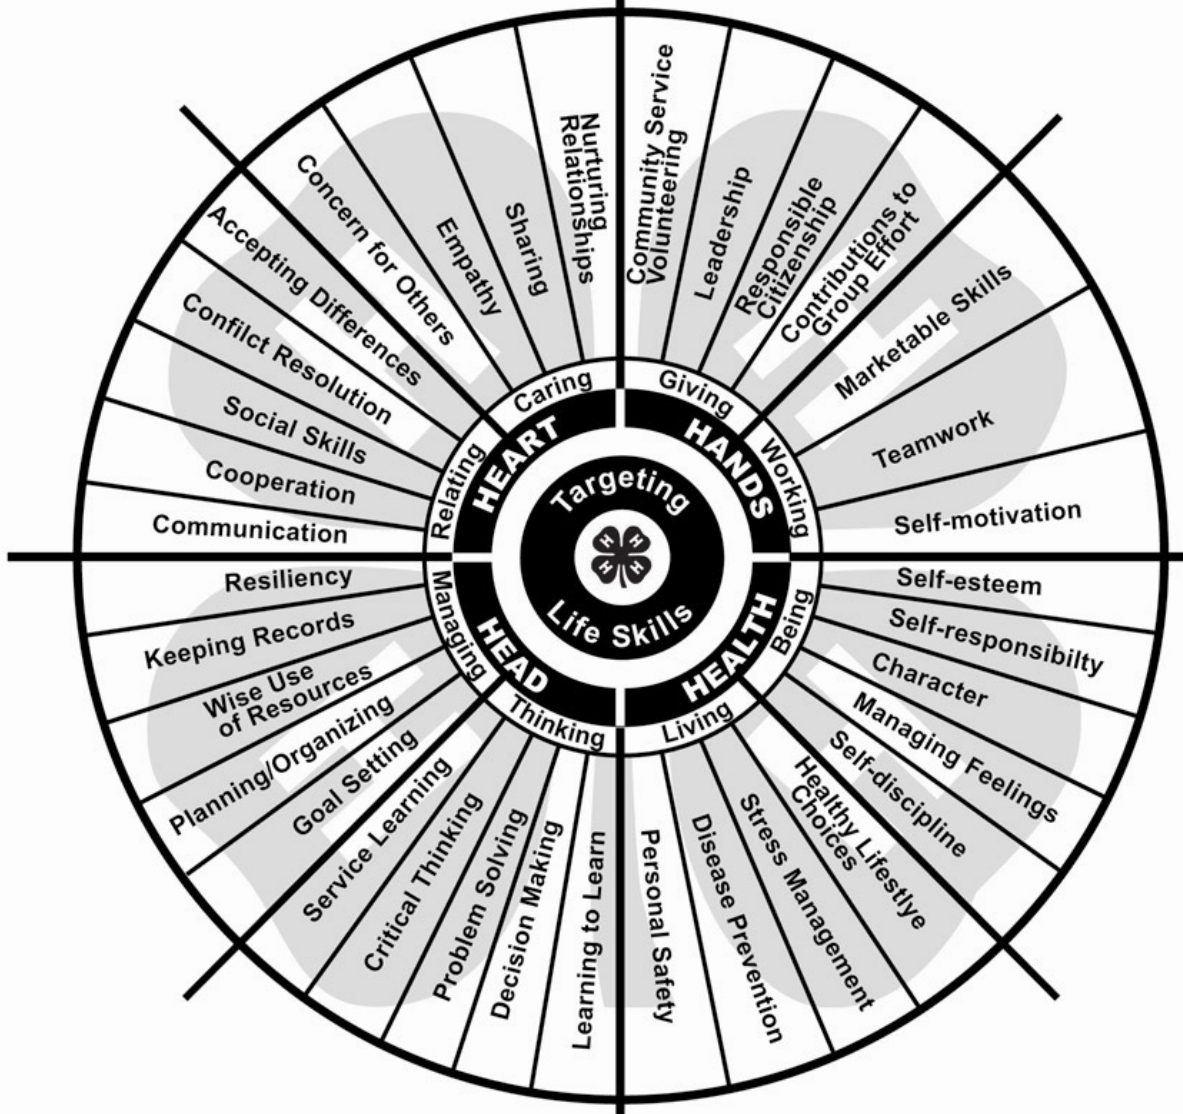 Targeting
Life Skills
H
H
H
H
HEART
HANDS
HEALTH
HEAD
Caring
Giving
Working
Being
Living
Thinking
Managing
Relating
Nurturing
Relationships
Sharing
Empathy
Concern for Others
Accepting Differences
Confilct Resolution
Social Skills
Cooperation
Communication
Community Service
Volunteering
Leadership
Responsible
Citizenship
Contributions to
Group Effort
Marketable Skills
Teamwork
Self-motivation
Self-esteem
Self-responsibilty
Character
Managing Feelings
Self-discipline
Healthy Lifestlye
Choices
Stress Management
Disease Prevention
Personal Safety
Learning to Learn
Decision Making
Problem Solving
Critical Thinking
Service Learning
Goal Setting
Planning/Organizing
Wise Use
of Resources
Keeping Records
Resiliency